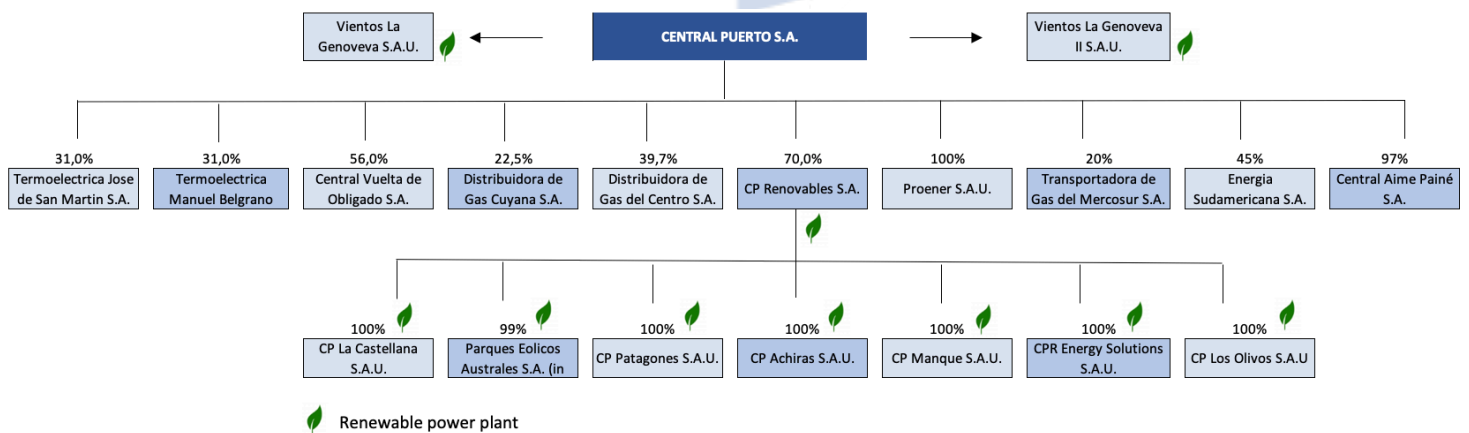 Vientos La
Genoveva S.A.U.
CENTRAL PUERTO S.A.
Vientos La Genoveva
II S.A.U.
31,0%
31,0%
56,0%
22,5%
39,7%
70,0%
100%
20%
45%
97%
Termoelectrica Jose
de San Martin S.A.
Termoelectrica
Manuel Belgrano
Central Vuelta de
Obligado S.A.
Distribuidora de
Gas Cuyana S.A.
Distribuidora de
Gas del Centro S.A.
CP Renovables S.A.
Proener S.A.U.
Transportadora de
Gas del Mercosur S.A.
Energia
Sudamericana S.A.
Central Aime Painé
S.A.
100%
99%
100%
100%
100%
100%
100%
CP La Castellana
S.A.U.
Parques Eolicos
Australes S.A. (in
CP Patagones S.A.U.
CP Achiras S.A.U.
CP Manque S.A.U.
CPR Energy Solutions
S.A.U.
CP Los Olivos S.A.U
Renewable power plant